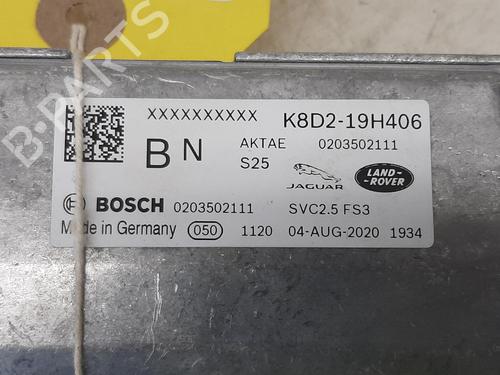 B-PARTS
XXXXXXXXXX K8D2-19H406
B N AKTAE 0203502111
S25 JAGUAR LAND-ROVER
BOSCH 0203502111 SVC2.5 FS3
Made in Germany 050 1120 04-AUG-2020 1934